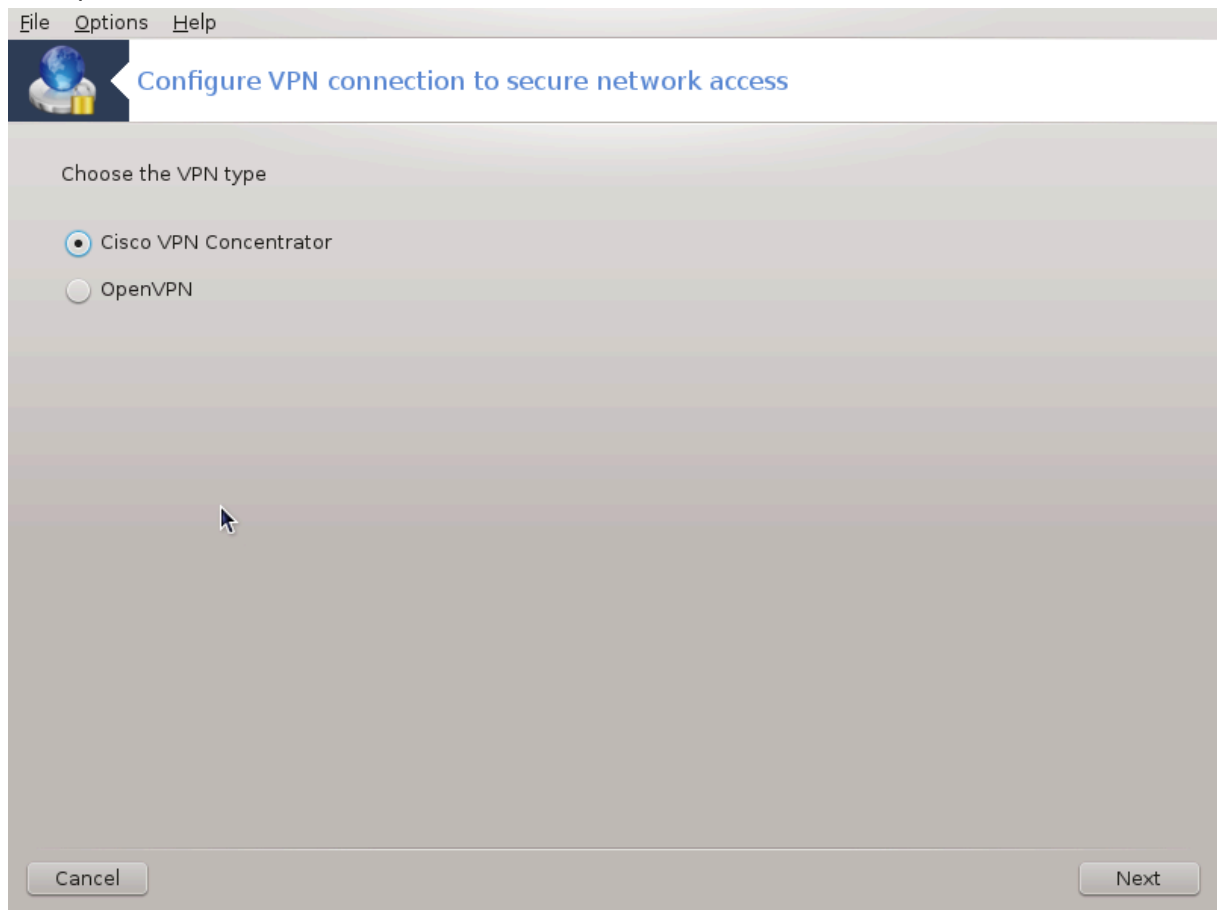 File Options Help
Configure VPN connection to secure network access
Choose the VPN type
Cisco VPN Concentrator
OpenVPN
Cancel Next